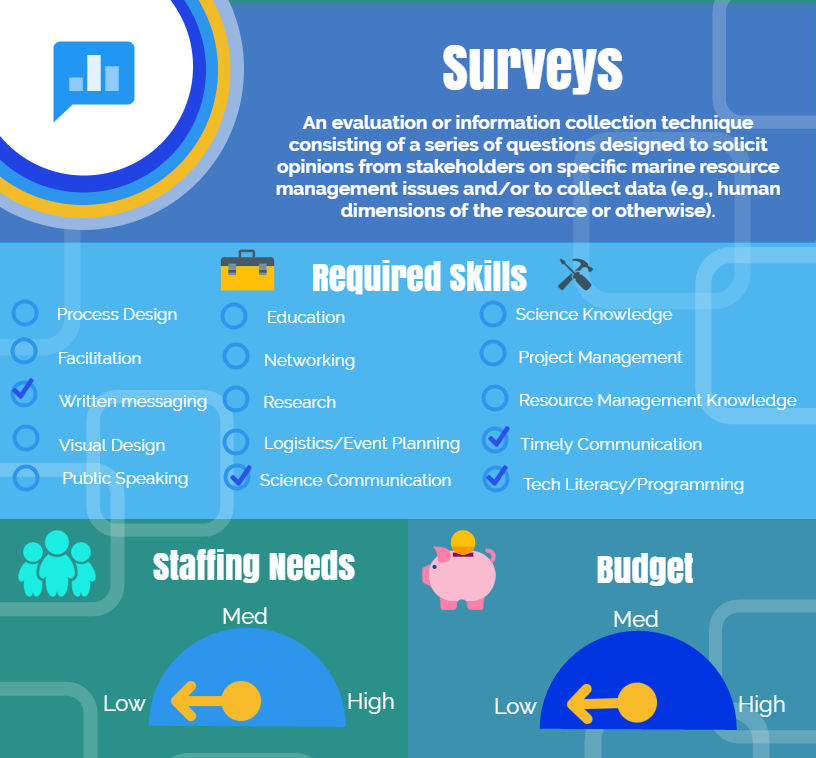 Surveys
An evaluation or information collection technique
consisting of a series of questions designed to solicit
opinions from stakeholders on specific marine resource
management issues and/or to collect data (e.g., human
dimensions of the resource or otherwise).
Required Skills
Process Design
Facilitation
Written messaging
Visual Design
Public Speaking
Education
Networking
Research
Logistics/Event Planning
Science Communication
Science Knowledge
Project Management
Resource Management Knowledge
Timely Communication
Tech Literacy/Programming
Staffing Needs
Med
Low
High
Budget
Med
Low
High